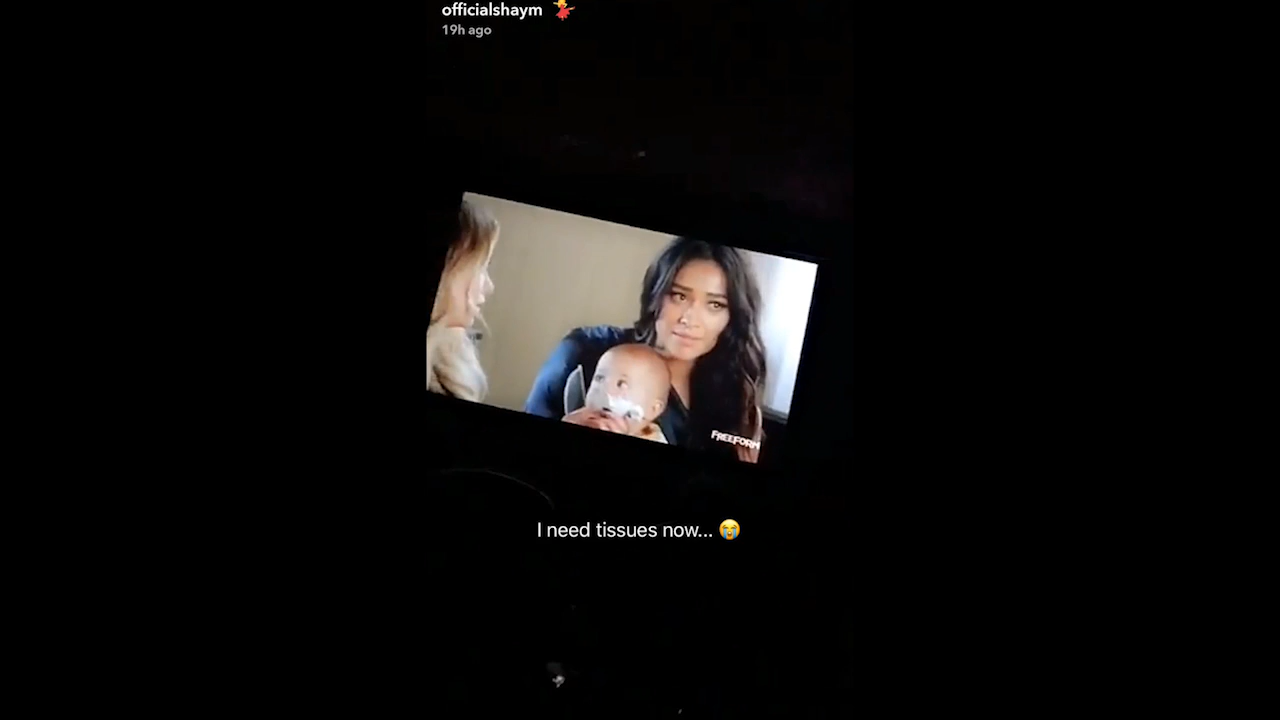 officialshaym 💃
19h ago
FREEFORM
I need tissues now... 😭